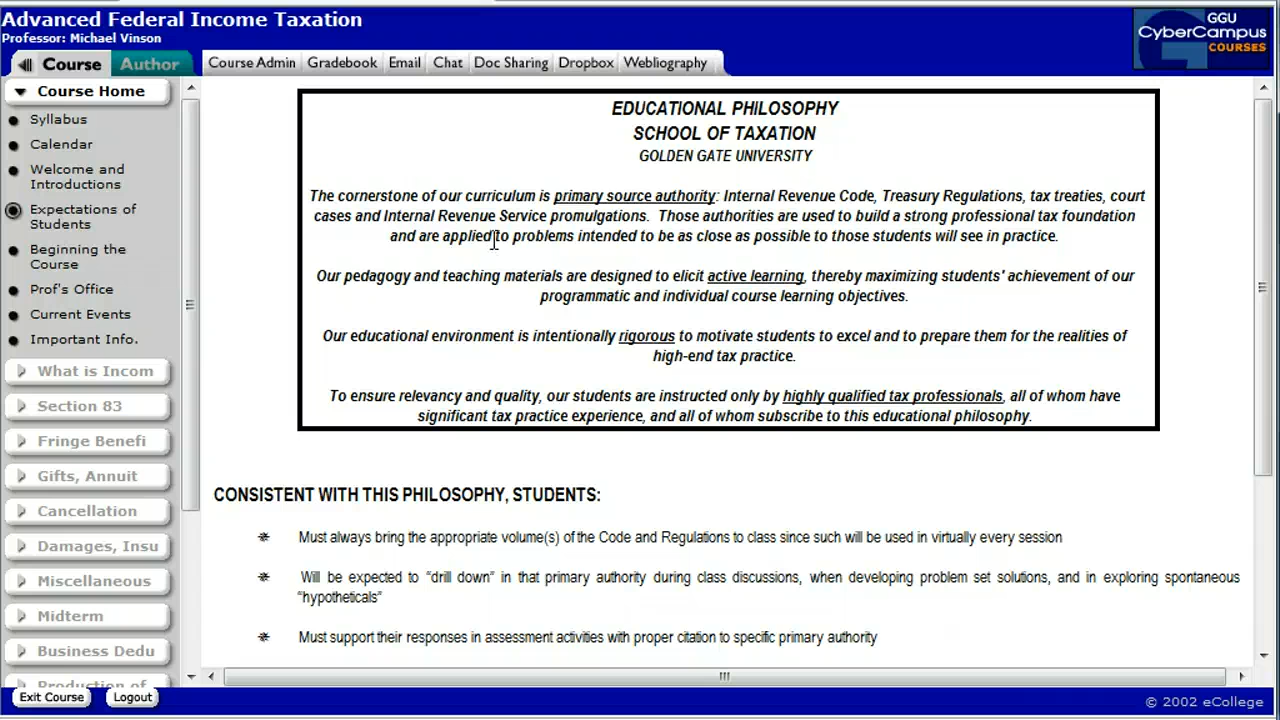 Advanced Federal Income Taxation
Professor: Michael Vinson
GGU
CyberCampus
COURSES
Course
Author
Course Admin
Gradebook
Email
Chat
Doc Sharing
Dropbox
Webliography
Course Home
Syllabus
Calendar
Welcome and
Introductions
Expectations of
Students
Beginning the
Course
Prof's Office
Current Events
Important Info.
What is Incom
Section 83
Fringe Benefi
Gifts, Annuit
Cancellation
Damages, Insu
Miscellaneous
Midterm
Business Dedu
Production of
Exit Course
Logout
EDUCATIONAL PHILOSOPHY
SCHOOL OF TAXATION
GOLDEN GATE UNIVERSITY
The cornerstone of our curriculum is primary source authority: Internal Revenue Code, Treasury Regulations, tax treaties, court
cases and Internal Revenue Service promulgations. Those authorities are used to build a strong professional tax foundation
and are applied to problems intended to be as close as possible to those students will see in practice.
Our pedagogy and teaching materials are designed to elicit active learning, thereby maximizing students' achievement of our
programmatic and individual course learning objectives.
Our educational environment is intentionally rigorous to motivate students to excel and to prepare them for the realities of
high-end tax practice.
To ensure relevancy and quality, our students are instructed only by highly qualified tax professionals, all of whom have
significant tax practice experience, and all of whom subscribe to this educational philosophy.
CONSISTENT WITH THIS PHILOSOPHY, STUDENTS:
Must always bring the appropriate volume(s) of the Code and Regulations to class since such will be used in virtually every session
Will be expected to “drill down” in that primary authority during class discussions, when developing problem set solutions, and in exploring spontaneous
“hypotheticals”
Must support their responses in assessment activities with proper citation to specific primary authority
© 2002 eCollege